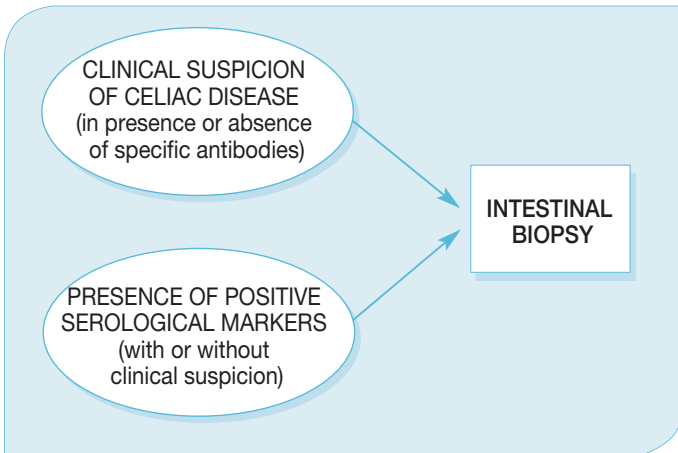 CLINICAL SUSPICION
OF CELIAC DISEASE
(in presence or absence
of specific antibodies)
INTESTINAL
BIOPSY
PRESENCE OF POSITIVE
SEROLOGICAL MARKERS
(with or without
clinical suspicion)